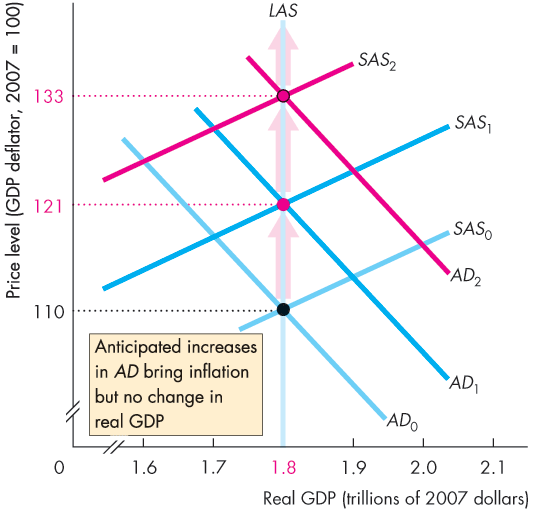 LAS
SAS2
133
SAS1
121
SAS0
AD2
110
Anticipated increases
in AD bring inflation
but no change in
real GDP
AD1
AD0
0 1.6 1.7 1.8 1.9 2.0 2.1
Real GDP (trillions of 2007 dollars)
Price level (GDP deflator, 2007 = 100)